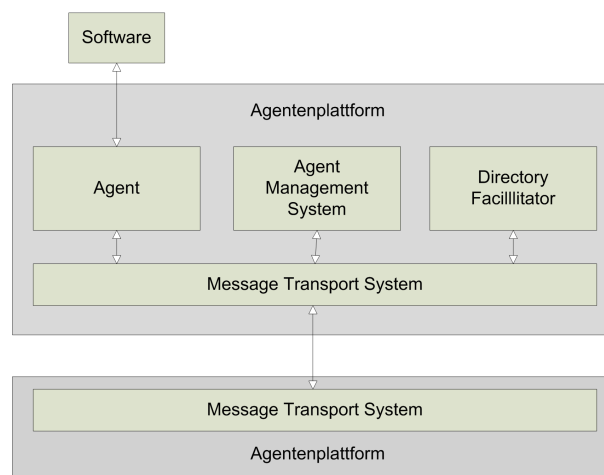 Software
Agentenplattform
Agent
Agent
Management
System
Directory
Facilllitator
Message Transport System
Message Transport System
Agentenplattform